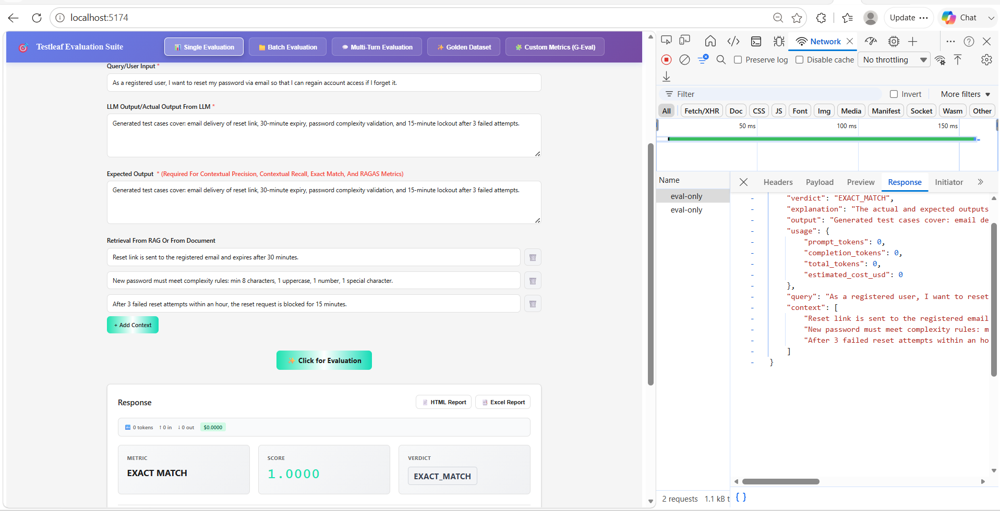 localhost:5174
Update
Chat
Testleaf Evaluation Suite
Single Evaluation
Batch Evaluation
Multi-Turn Evaluation
Golden Dataset
Custom Metrics (G-Eval)
Query/User Input *
As a registered user, I want to reset my password via email so that I can regain account access if I forget it.
LLM Output/Actual Output From LLM *
Generated test cases cover: email delivery of reset link, 30-minute expiry, password complexity validation, and 15-minute lockout after 3 failed attempts.
Expected Output * (Required For Contextual Precision, Contextual Recall, Exact Match, And RAGAS Metrics)
Generated test cases cover: email delivery of reset link, 30-minute expiry, password complexity validation, and 15-minute lockout after 3 failed attempts.
Retrieval From RAG Or From Document
Reset link is sent to the registered email and expires after 30 minutes.
New password must meet complexity rules: min 8 characters, 1 uppercase, 1 number, 1 special character.
After 3 failed reset attempts within an hour, the reset request is blocked for 15 minutes.
+ Add Context
Click for Evaluation
Response
HTML Report
Excel Report
0 tokens ↑ 0 in ↓ 0 out $0.0000
METRIC
EXACT MATCH
SCORE
1.0000
VERDICT
EXACT_MATCH
Network
Preserve log
Disable cache
No throttling
Filter
Invert
More filters
All
Fetch/XHR
Doc
CSS
JS
Font
Img
Media
Manifest
Socket
Wasm
Other
50 ms
100 ms
150 ms
Name
eval-only
eval-only
Headers
Payload
Preview
Response
Initiator
"verdict": "EXACT_MATCH",
"explanation": "The actual and expected outputs
"output": "Generated test cases cover: email de
"usage": {
"prompt_tokens": 0,
"completion_tokens": 0,
"total_tokens": 0,
"estimated_cost_usd": 0
},
"query": "As a registered user, I want to reset
"context": [
"Reset link is sent to the registered email
"New password must meet complexity rules: m
"After 3 failed reset attempts within an ho
]
}
2 requests 1.1 kB t
{ }